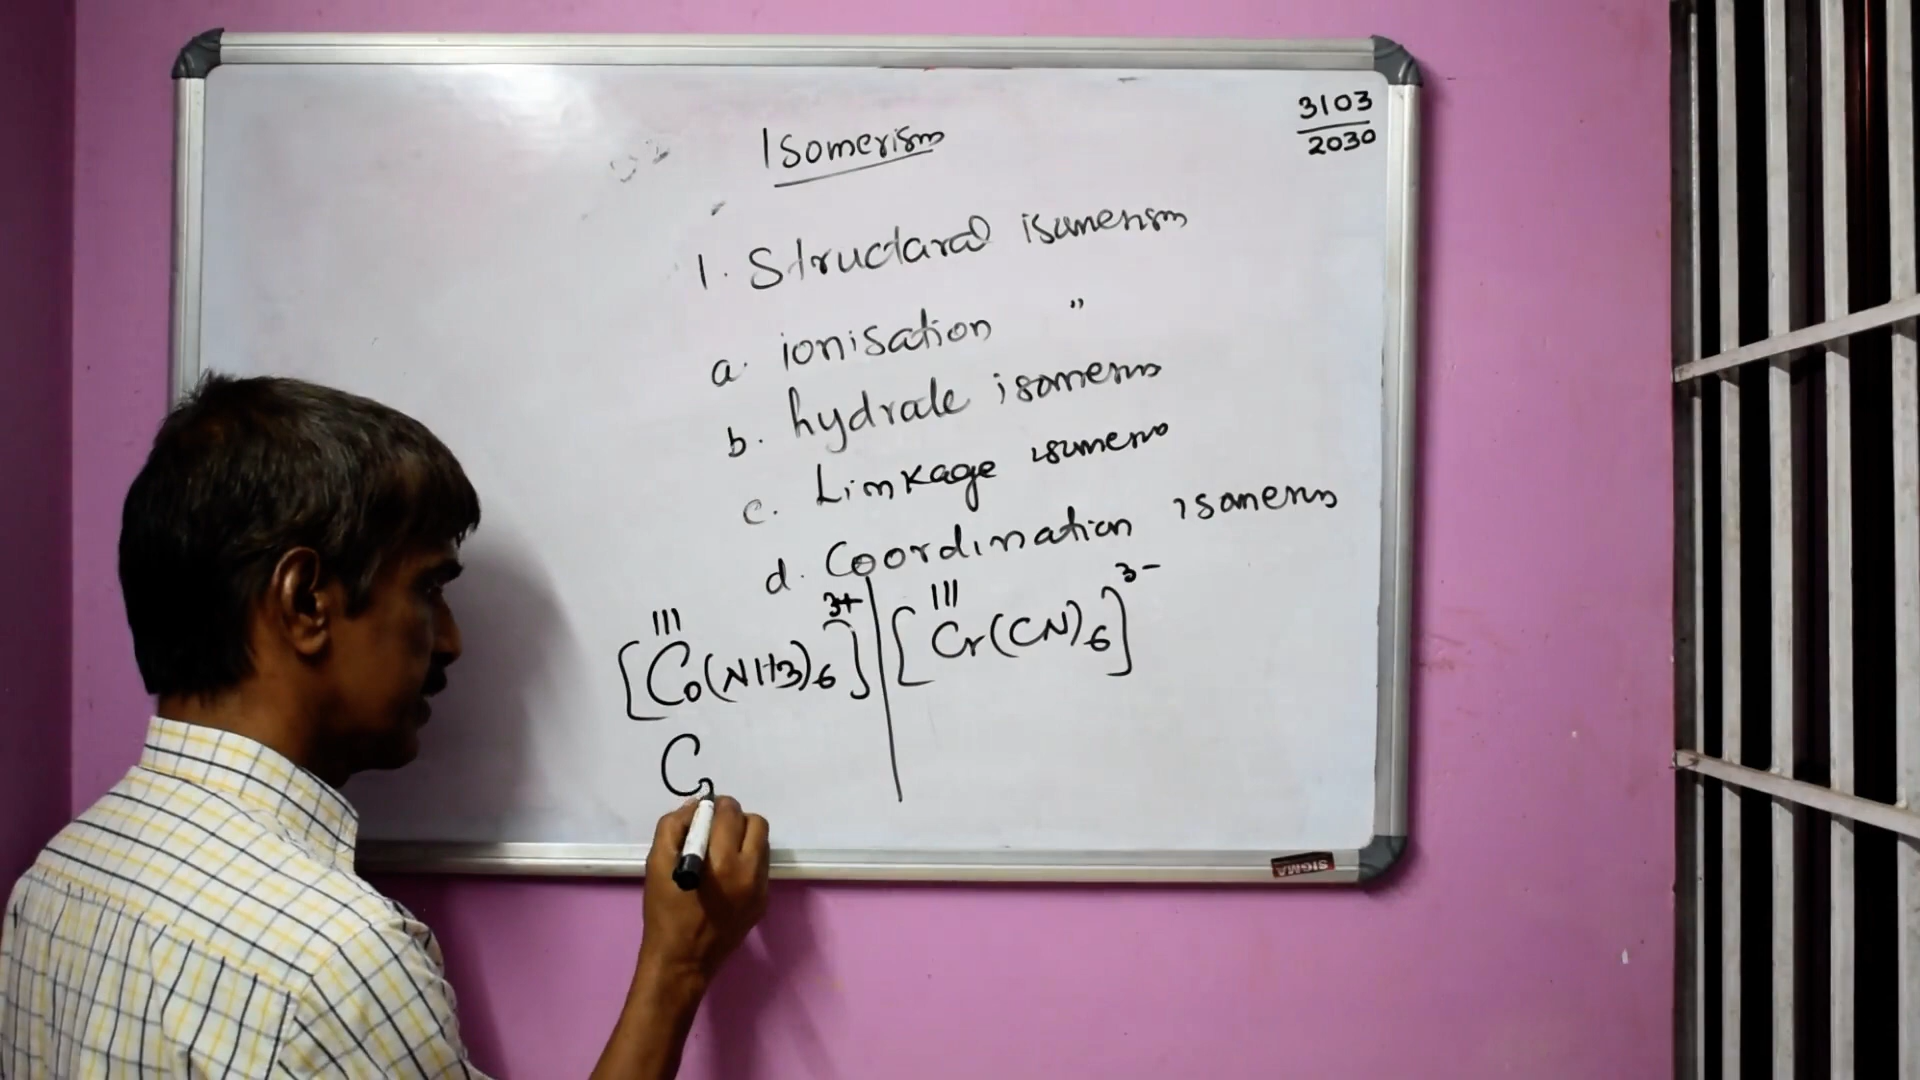 3103
2030
Isomerism
1. Structural isomerism
a. ionisation "
b. hydrate isomerism
c. Linkage isomerism
d. Coordination isomerism
III 3+ III 3-
[Co(NH3)6] [Cr(CN)6]
C
SIGMA